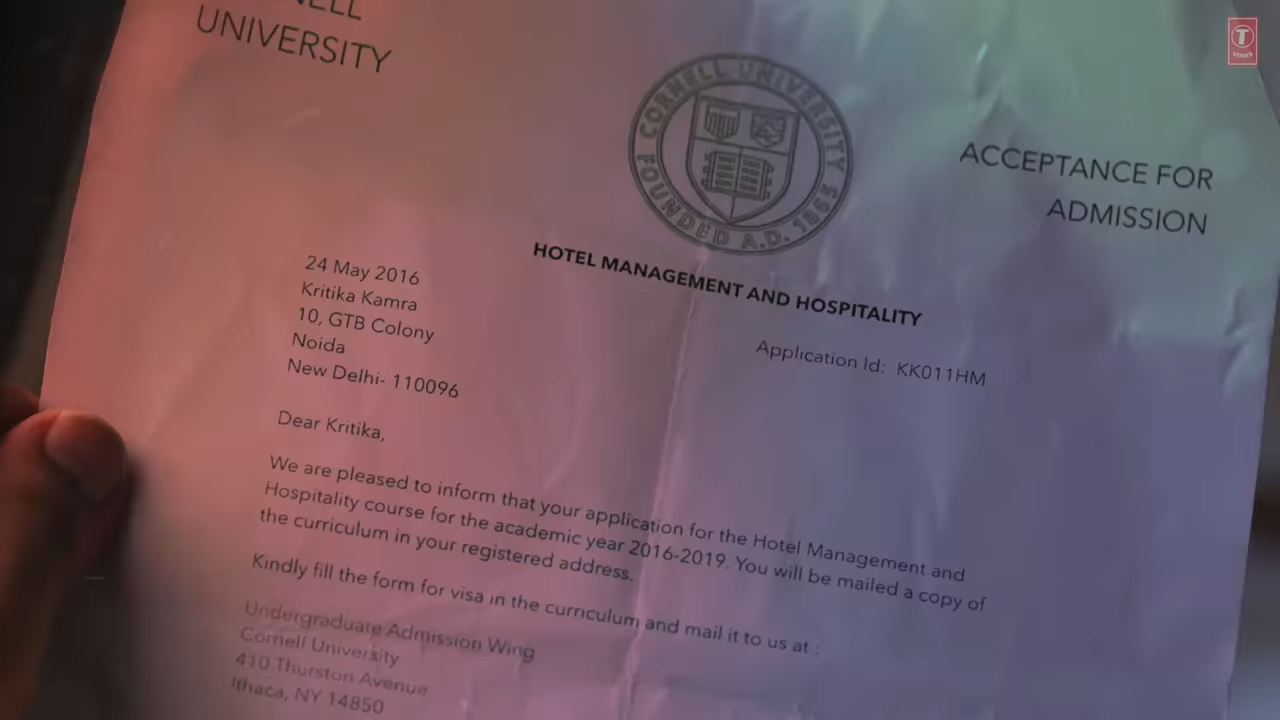 UNIVERSITY
CORNELL UNIVERSITY
FOUNDED A.D. 1865
ACCEPTANCE FOR
ADMISSION
HOTEL MANAGEMENT AND HOSPITALITY
24 May 2016
Kritika Kamra
10, GTB Colony
Noida
New Delhi- 110096
Application Id: KK011HM
Dear Kritika,
We are pleased to inform that your application for the Hotel Management and
Hospitality course for the academic year 2016-2019. You will be mailed a copy of
the curriculum in your registered address.
Kindly fill the form for visa in the curriculum and mail it to us at :
Undergraduate Admission Wing
Cornell University
410 Thurston Avenue
Ithaca, NY 14850
T